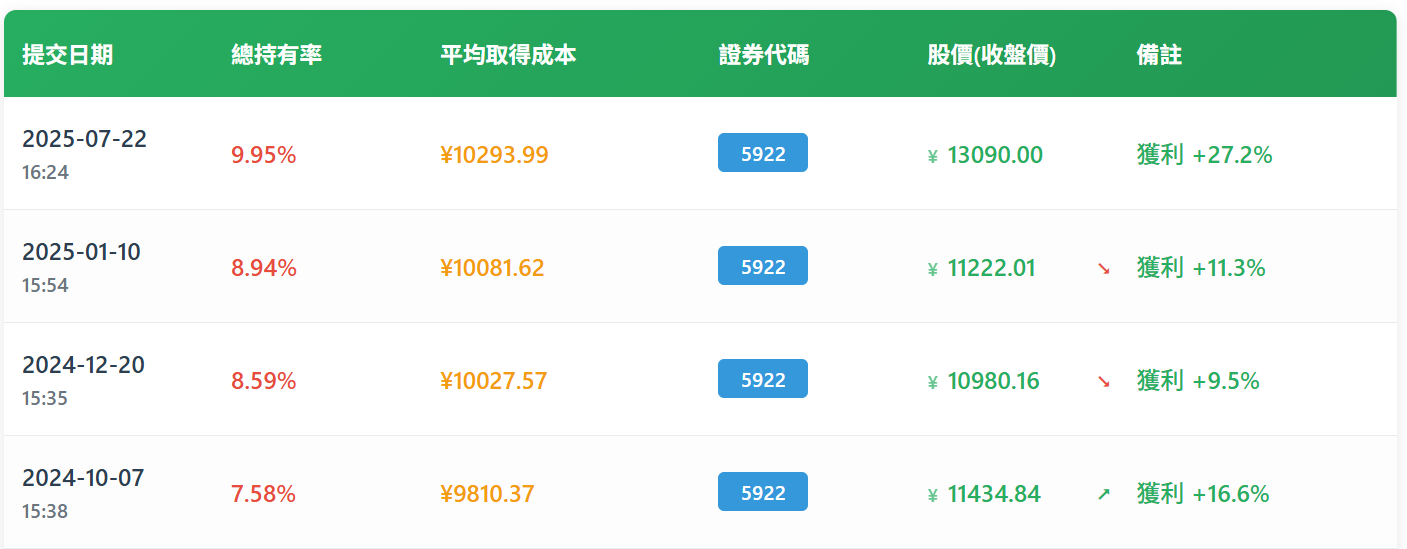 提交日期 總持有率 平均取得成本 證券代碼 股價(收盤價) 備註
2025-07-22
16:24
9.95% ¥10293.99 5922 ¥ 13090.00 獲利 +27.2%
2025-01-10
15:54
8.94% ¥10081.62 5922 ¥ 11222.01 ↘ 獲利 +11.3%
2024-12-20
15:35
8.59% ¥10027.57 5922 ¥ 10980.16 ↘ 獲利 +9.5%
2024-10-07
15:38
7.58% ¥9810.37 5922 ¥ 11434.84 ↗ 獲利 +16.6%